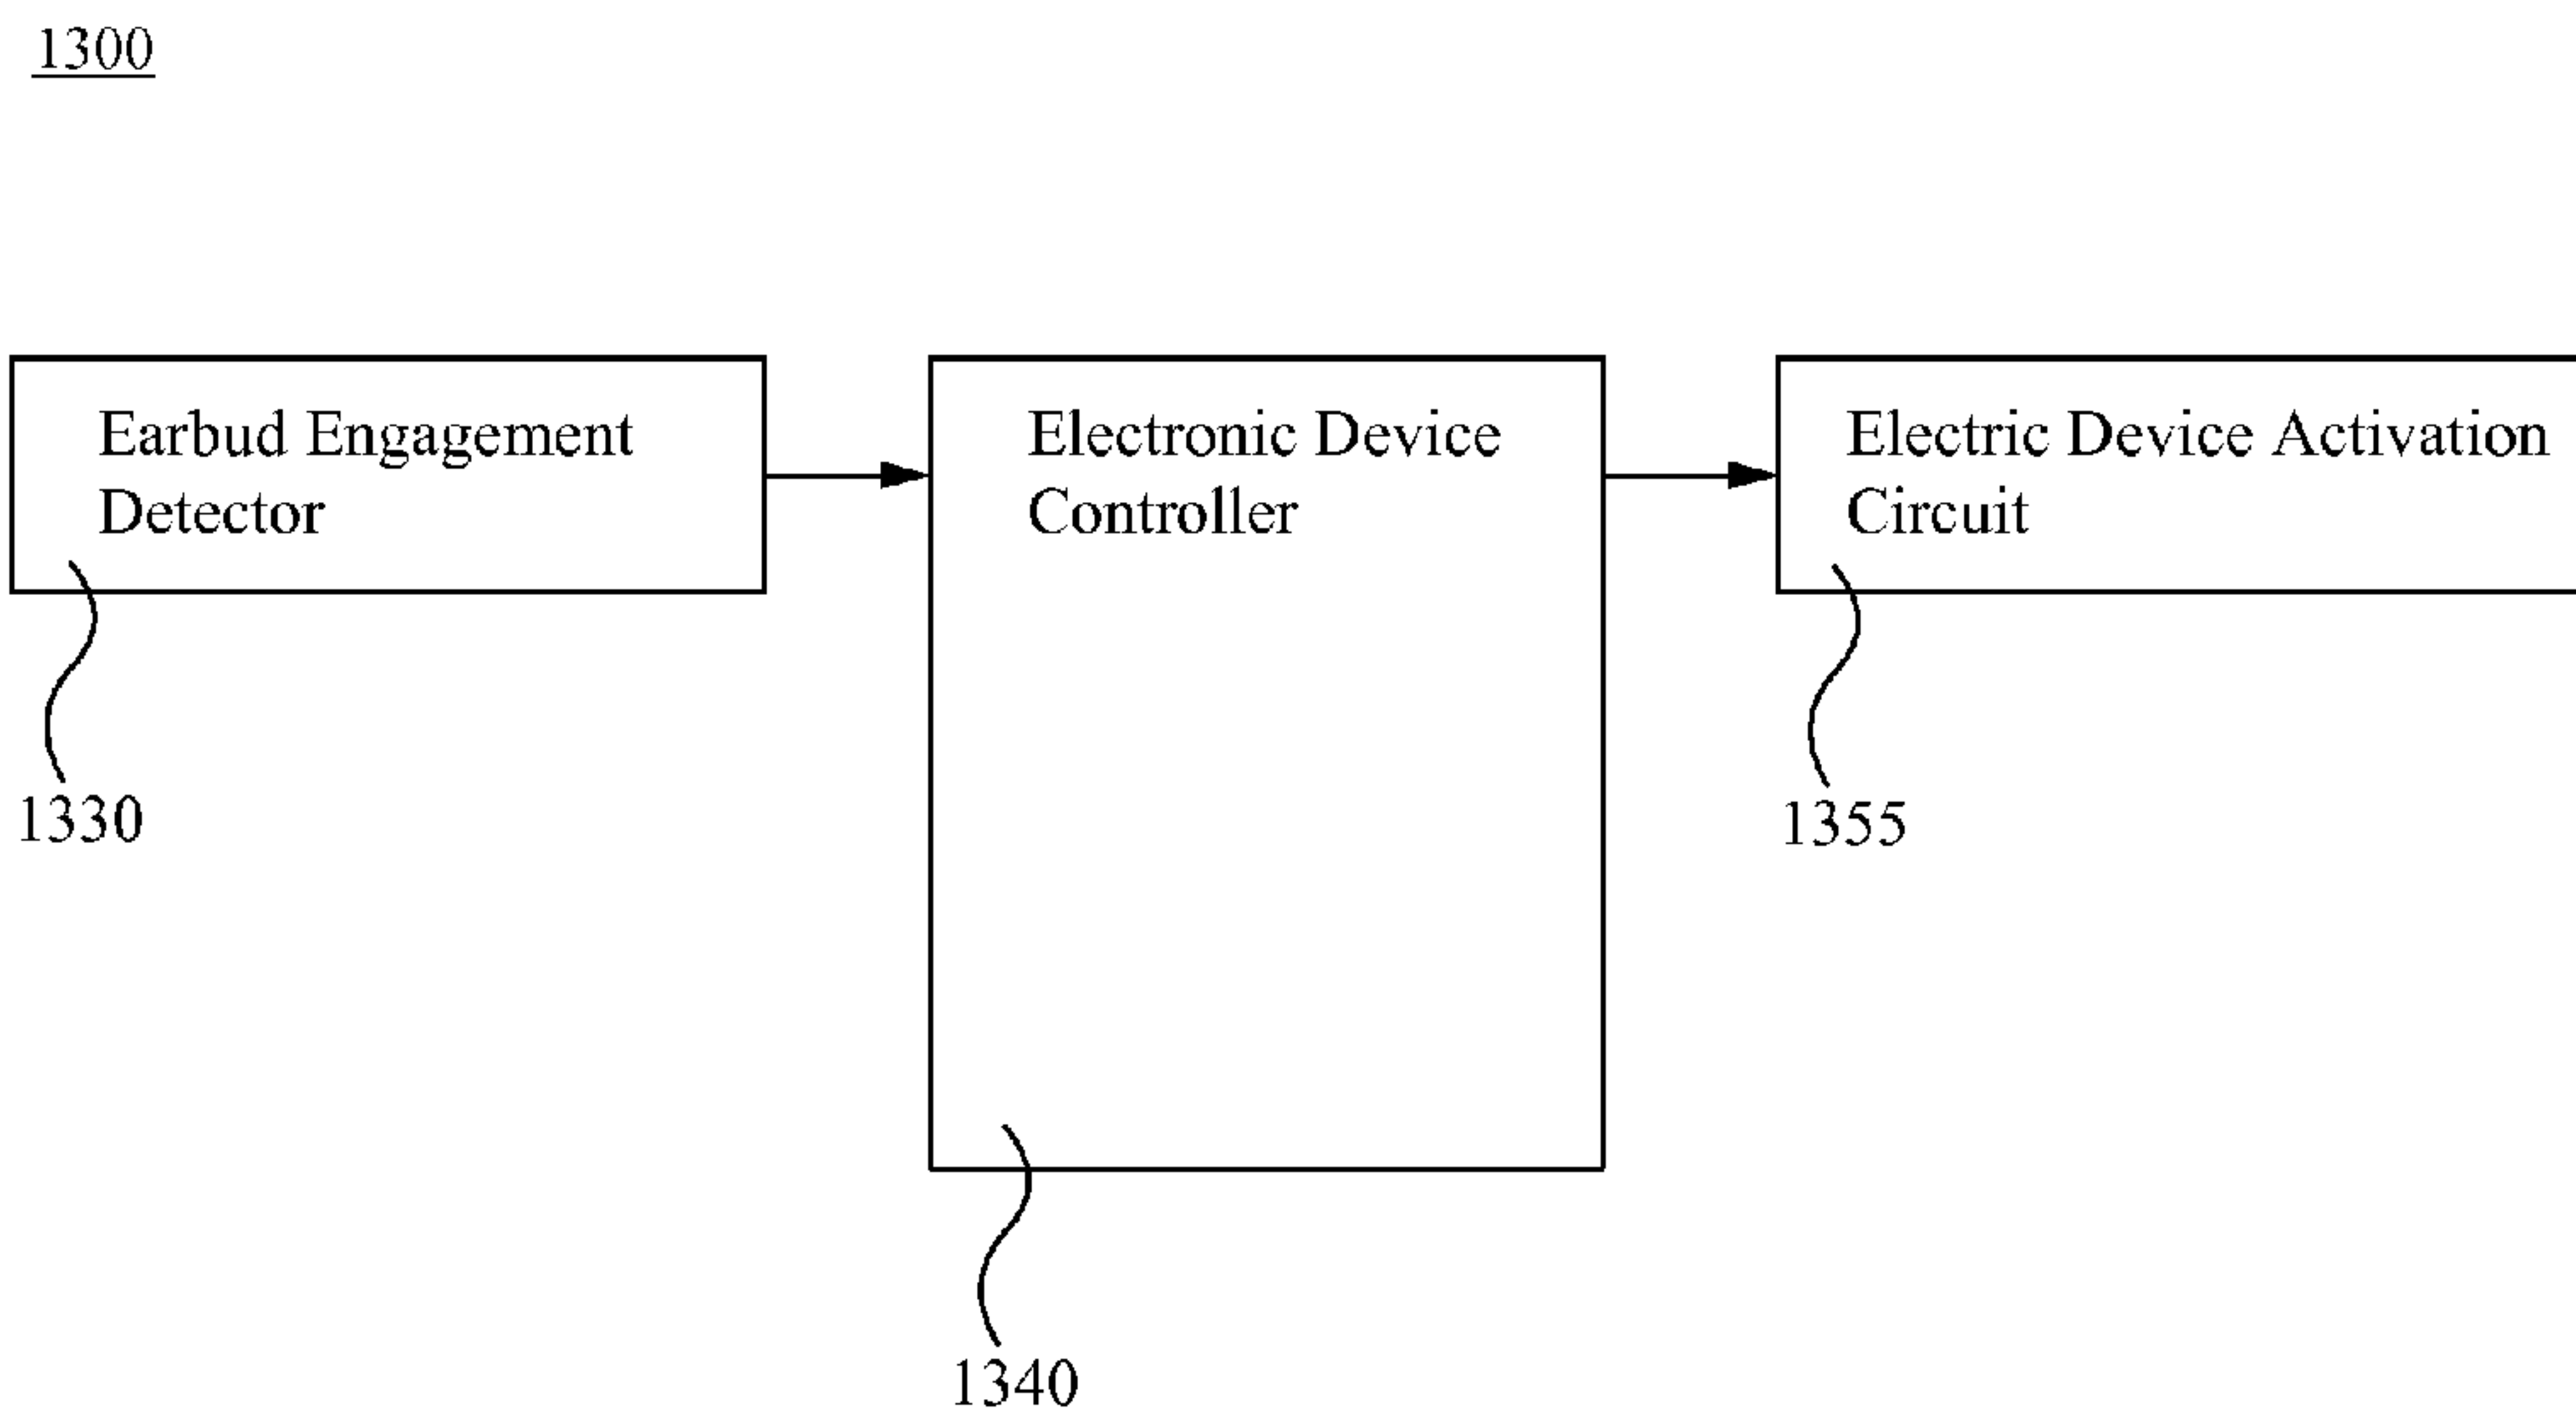 1300
Earbud Engagement
Detector
Electronic Device
Controller
Electric Device Activation
Circuit
1330
1355
1340